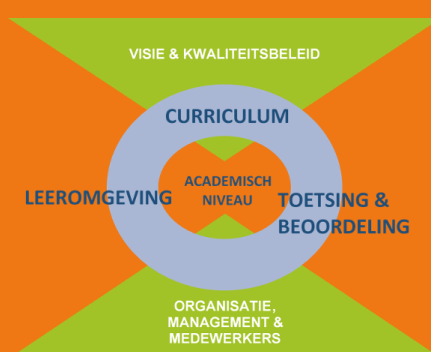 VISIE & KWALITEITSBELEID
CURRICULUM
LEEROMGEVING
ACADEMISCH
NIVEAU
TOETSING &
BEOORDELING
ORGANISATIE,
MANAGEMENT &
MEDEWERKERS